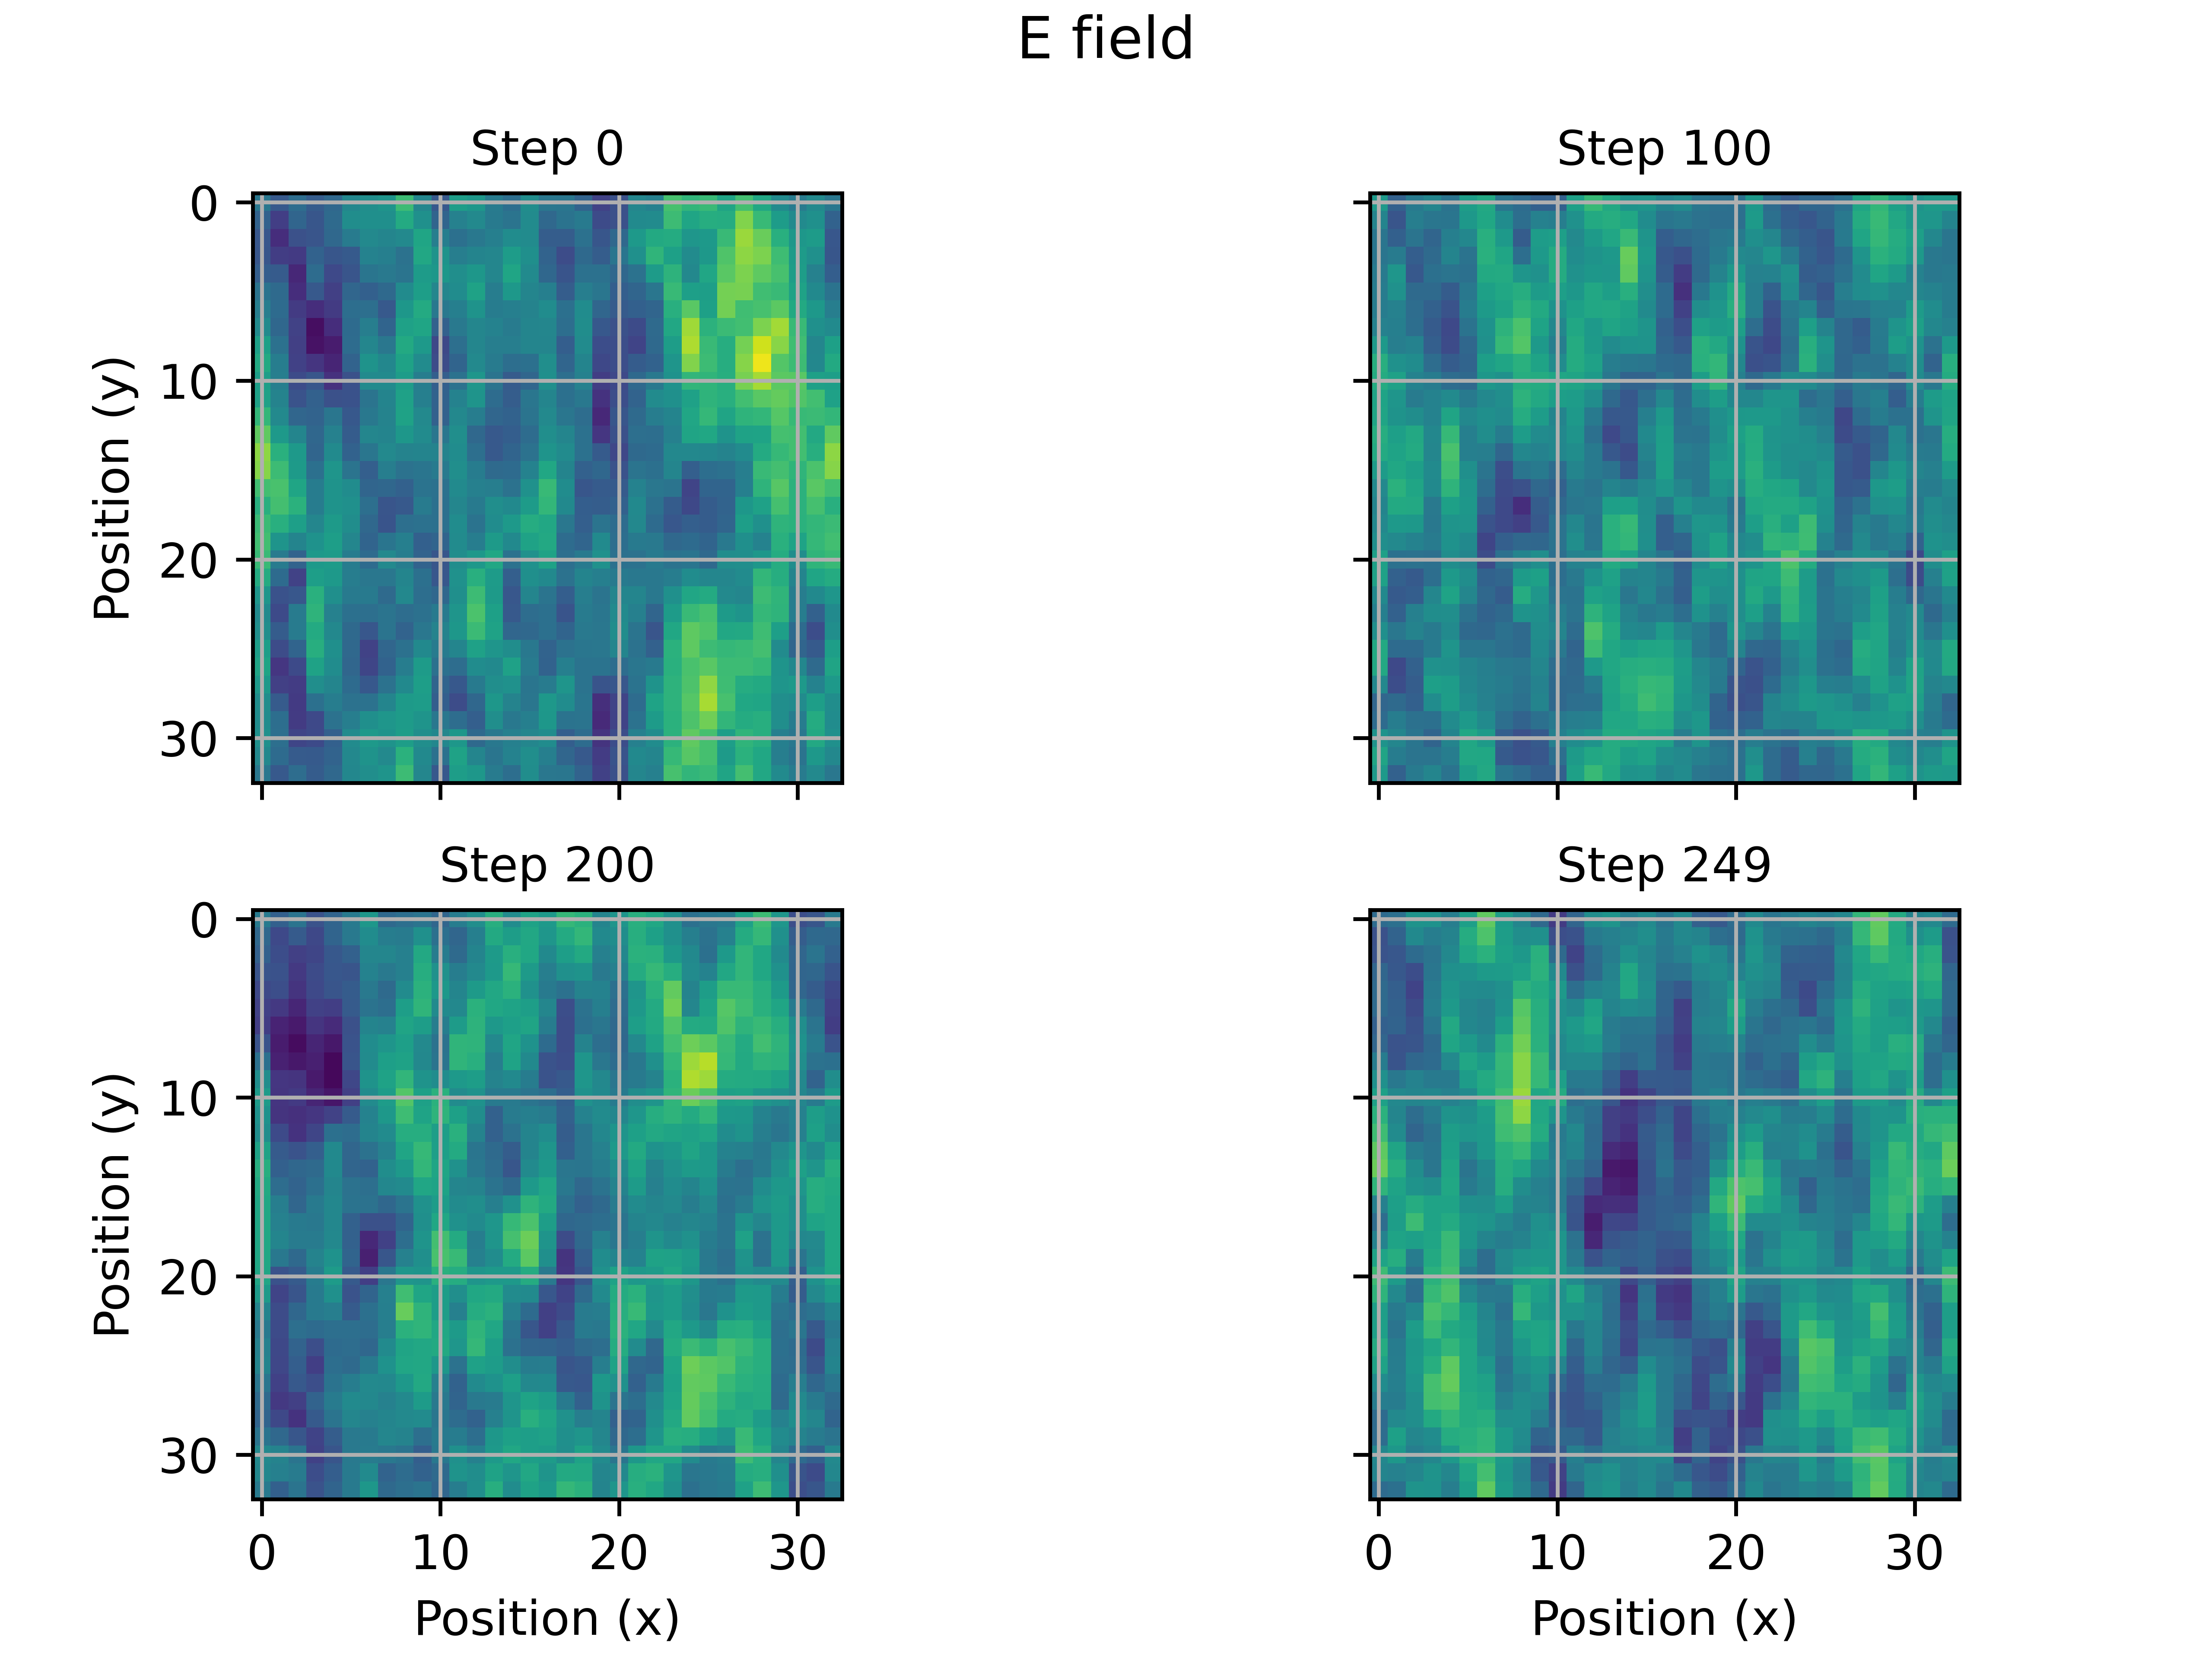 E field
Step 0
Step 100
0
10
20
30
Position (y)
Step 200
Step 249
0
10
20
30
Position (y)
0 10 20 30
0 10 20 30
Position (x)
Position (x)